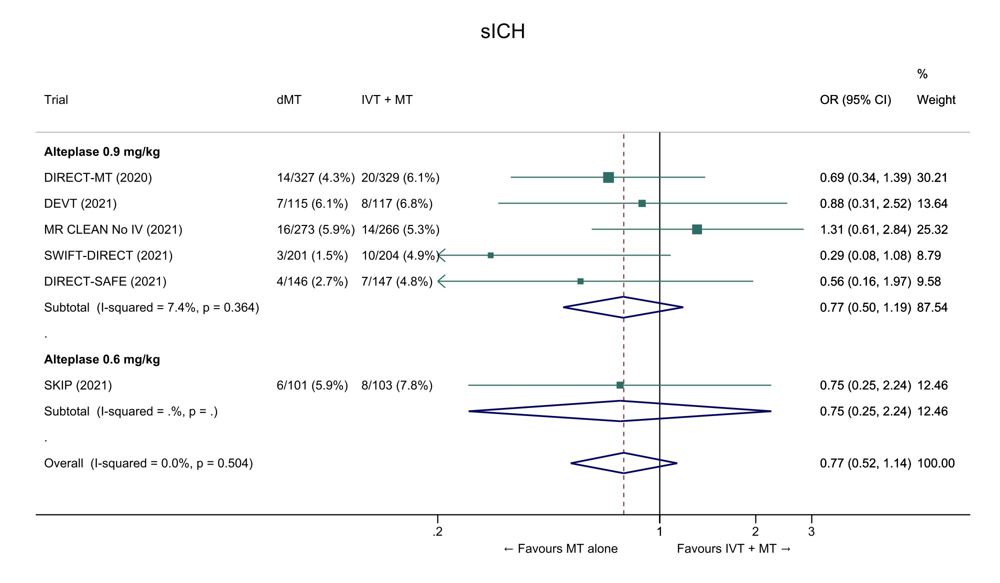 sICH
%
Trial dMT IVT + MT OR (95% CI) Weight
Alteplase 0.9 mg/kg
DIRECT-MT (2020) 14/327 (4.3%) 20/329 (6.1%) 0.69 (0.34, 1.39) 30.21
DEVT (2021) 7/115 (6.1%) 8/117 (6.8%) 0.88 (0.31, 2.52) 13.64
MR CLEAN No IV (2021) 16/273 (5.9%) 14/266 (5.3%) 1.31 (0.61, 2.84) 25.32
SWIFT-DIRECT (2021) 3/201 (1.5%) 10/204 (4.9%) 0.29 (0.08, 1.08) 8.79
DIRECT-SAFE (2021) 4/146 (2.7%) 7/147 (4.8%) 0.56 (0.16, 1.97) 9.58
Subtotal (I-squared = 7.4%, p = 0.364) 0.77 (0.50, 1.19) 87.54
.
Alteplase 0.6 mg/kg
SKIP (2021) 6/101 (5.9%) 8/103 (7.8%) 0.75 (0.25, 2.24) 12.46
Subtotal (I-squared = .%, p = .) 0.75 (0.25, 2.24) 12.46
.
Overall (I-squared = 0.0%, p = 0.504) 0.77 (0.52, 1.14) 100.00
.2 1 2 3
← Favours MT alone Favours IVT + MT →